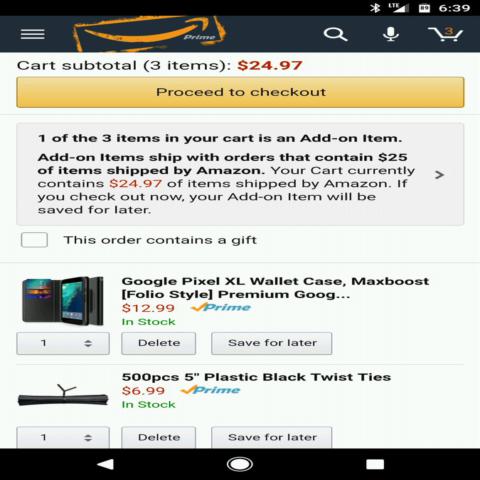 LTE 89 6:39
Prime 3
Cart subtotal (3 items): $24.97
Proceed to checkout
1 of the 3 items in your cart is an Add-on Item.
Add-on Items ship with orders that contain $25
of items shipped by Amazon. Your Cart currently
contains $24.97 of items shipped by Amazon. If
you check out now, your Add-on Item will be
saved for later.
This order contains a gift
Google Pixel XL Wallet Case, Maxboost
[Folio Style] Premium Goog...
$12.99 Prime
In Stock
1 Delete Save for later
500pcs 5" Plastic Black Twist Ties
$6.99 Prime
In Stock
1 Delete Save for later